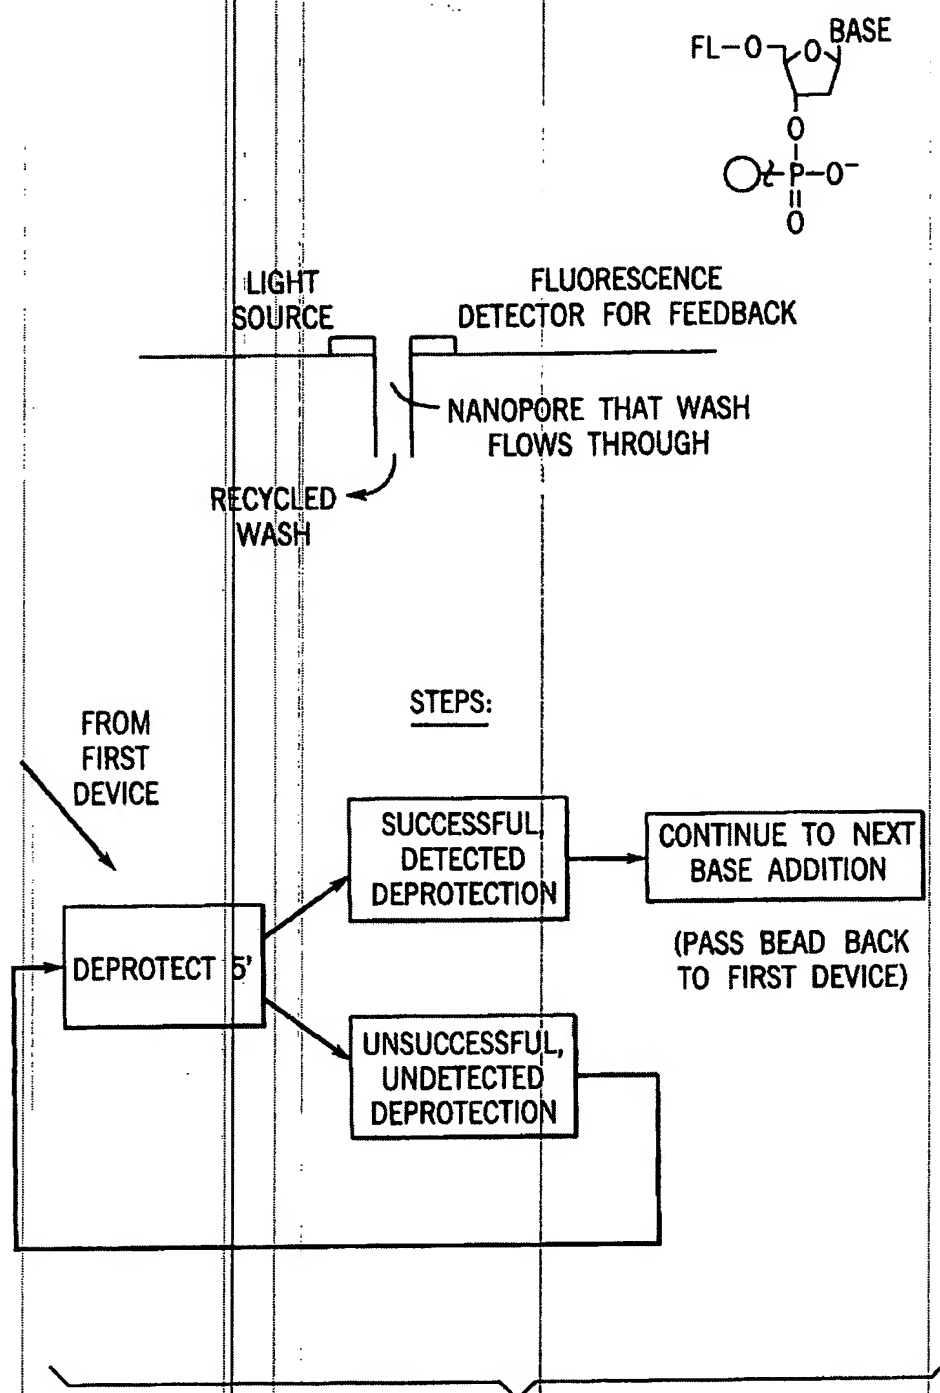 BASE
FL-O-
O
O
P-O⁻
O
LIGHT
SOURCE
FLUORESCENCE
DETECTOR FOR FEEDBACK
NANOPORE THAT WASH
FLOWS THROUGH
RECYCLED
WASH
STEPS:
FROM
FIRST
DEVICE
SUCCESSFUL,
DETECTED
DEPROTECTION
CONTINUE TO NEXT
BASE ADDITION
(PASS BEAD BACK
TO FIRST DEVICE)
DEPROTECT 5'
UNSUCCESSFUL,
UNDETECTED
DEPROTECTION